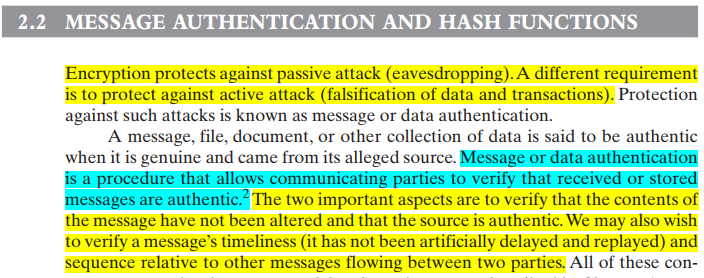 2.2 MESSAGE AUTHENTICATION AND HASH FUNCTIONS
Encryption protects against passive attack (eavesdropping). A different requirement
is to protect against active attack (falsification of data and transactions). Protection
against such attacks is known as message or data authentication.
A message, file, document, or other collection of data is said to be authentic
when it is genuine and came from its alleged source. Message or data authentication
is a procedure that allows communicating parties to verify that received or stored
messages are authentic.² The two important aspects are to verify that the contents of
the message have not been altered and that the source is authentic. We may also wish
to verify a message's timeliness (it has not been artificially delayed and replayed) and
sequence relative to other messages flowing between two parties. All of these con-